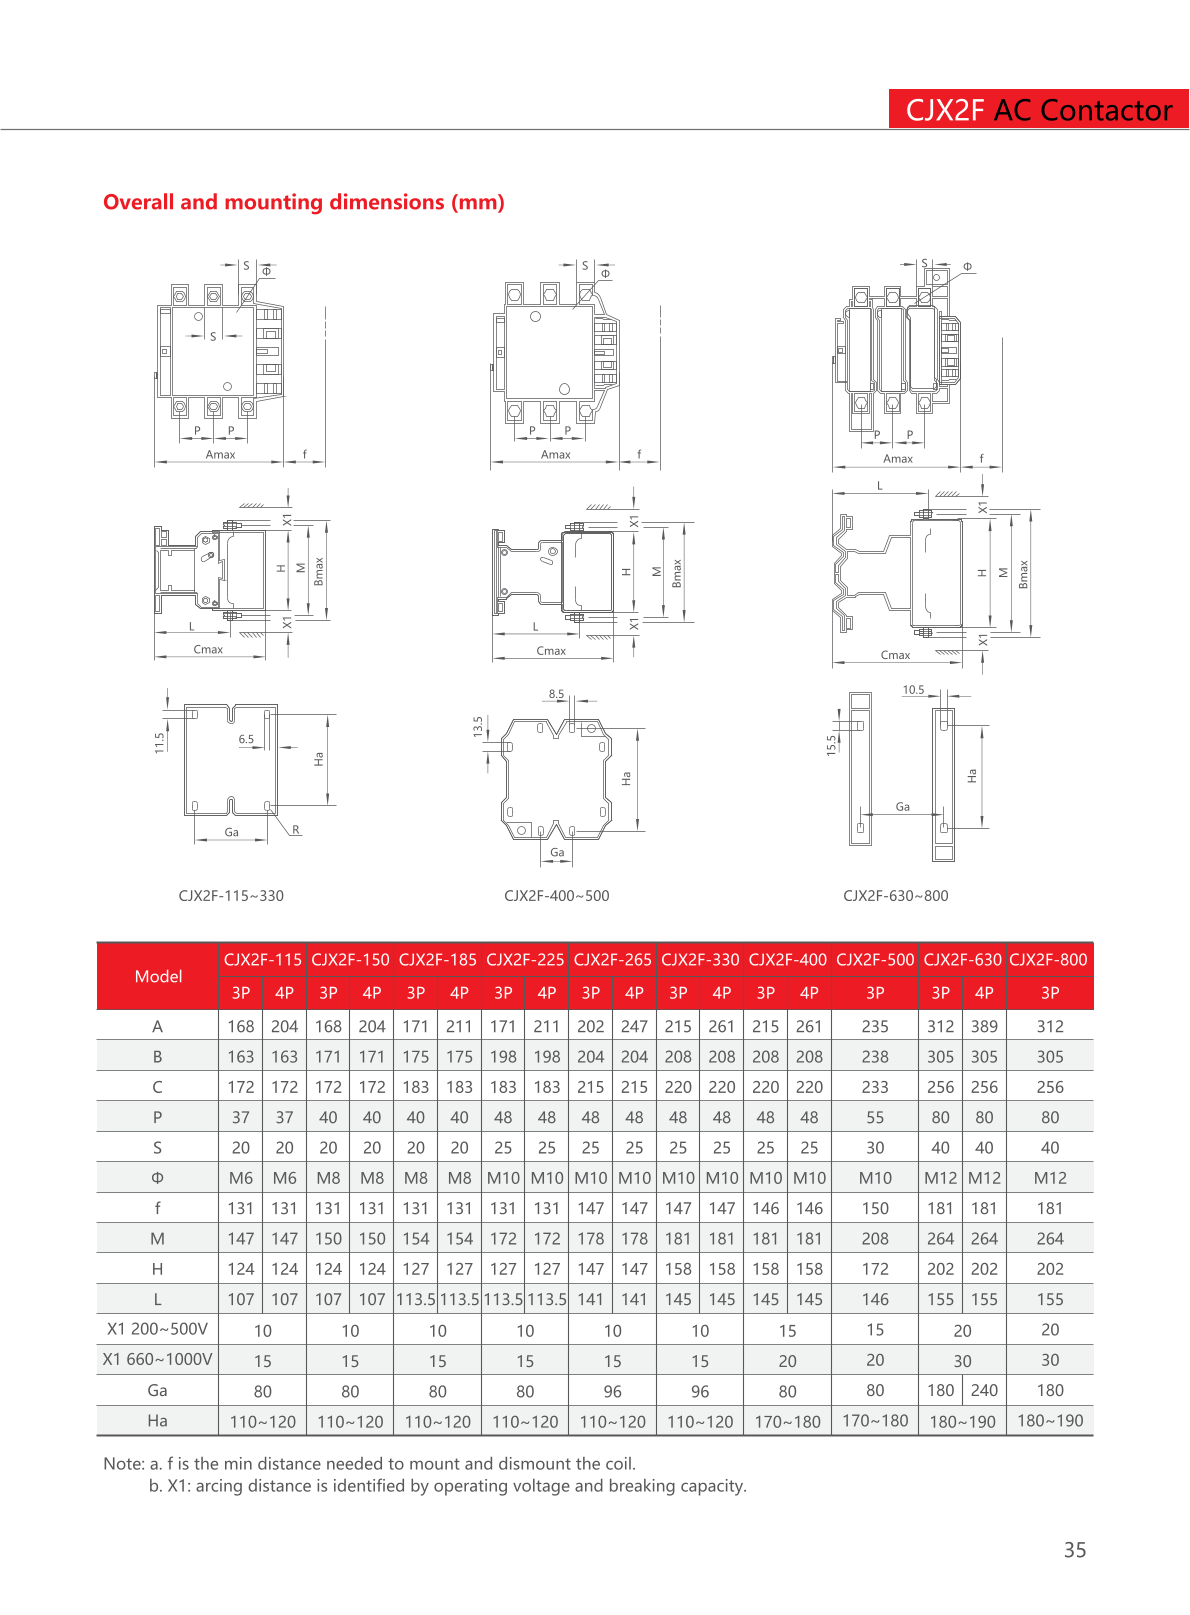 CJX2F AC Contactor
Overall and mounting dimensions (mm)
S Φ S Φ S Φ
S
P P P P P P
Amax f Amax f Amax f
L
X1 X1 X1
H M Bmax H M Bmax H M Bmax
L X1 L X1 X1
Cmax Cmax Cmax
11.5 6.5 Ha 8.5 13.5 Ha 10.5 15.5 Ha
Ga R Ga Ga
CJX2F-115~330 CJX2F-400~500 CJX2F-630~800
Model CJX2F-115 CJX2F-150 CJX2F-185 CJX2F-225 CJX2F-265 CJX2F-330 CJX2F-400 CJX2F-500 CJX2F-630 CJX2F-800
3P 4P 3P 4P 3P 4P 3P 4P 3P 4P 3P 4P 3P 4P 3P 3P 4P 3P
A 168 204 168 204 171 211 171 211 202 247 215 261 215 261 235 312 389 312
B 163 163 171 171 175 175 198 198 204 204 208 208 208 208 238 305 305 305
C 172 172 172 172 183 183 183 183 215 215 220 220 220 220 233 256 256 256
P 37 37 40 40 40 40 48 48 48 48 48 48 48 48 55 80 80 80
S 20 20 20 20 20 20 25 25 25 25 25 25 25 25 30 40 40 40
Φ M6 M6 M8 M8 M8 M8 M10 M10 M10 M10 M10 M10 M10 M10 M10 M12 M12 M12
f 131 131 131 131 131 131 131 131 147 147 147 147 146 146 150 181 181 181
M 147 147 150 150 154 154 172 172 178 178 181 181 181 181 208 264 264 264
H 124 124 124 124 127 127 127 127 147 147 158 158 158 158 172 202 202 202
L 107 107 107 107 113.5 113.5 113.5 113.5 141 141 145 145 145 145 146 155 155 155
X1 200~500V 10 10 10 10 10 10 15 15 20 20
X1 660~1000V 15 15 15 15 15 15 20 20 30 30
Ga 80 80 80 80 96 96 80 80 180 240 180
Ha 110~120 110~120 110~120 110~120 110~120 110~120 170~180 170~180 180~190 180~190
Note: a. f is the min distance needed to mount and dismount the coil.
b. X1: arcing distance is identified by operating voltage and breaking capacity.
35